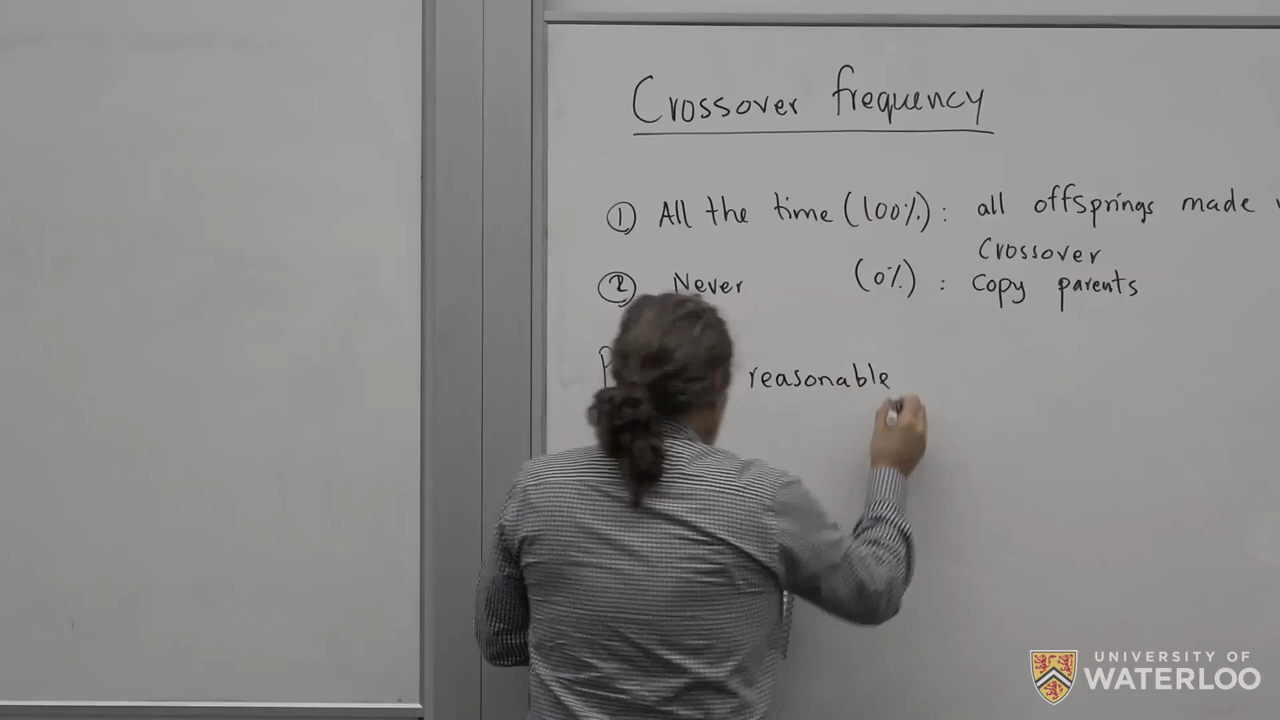 Crossover frequency
① All the time (100%) : all offsprings made
Crossover
② Never (0%) : Copy parents
reasonable
UNIVERSITY OF
WATERLOO